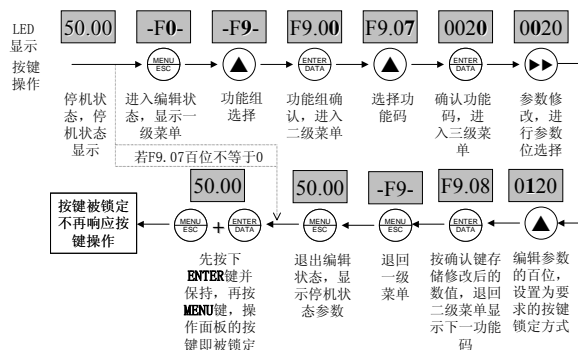 LED
显示
50.00
-F0-
-F9-
F9.00
F9.07
0020
0020
按键
操作
MENU
ESC
ENTER
DATA
ENTER
DATA
停机状
态，停
机状态
显示
进入编辑状
态，显示一
级菜单
功能组
选择
功能组确
认，进入
二级菜单
选择功
能码
确认功能
码，进
入三级菜
单
参数修
改，进
行参数
位选择
若F9.07百位不等于0
50.00
50.00
-F9-
F9.08
0120
按键被锁定
不再响应按
键操作
MENU
ESC
+
ENTER
DATA
MENU
ESC
MENU
ESC
ENTER
DATA
先按下
ENTER键并
保持，再按
MENU键，操
作面板的按
键即被锁定
退出编辑
状态，显
示停机状
态参数
退回
一级
菜单
按确认键存
储修改后的
数值，退回
二级菜单显
示下一功能
码
编辑参数
的百位，
设置为要
求的按键
锁定方式